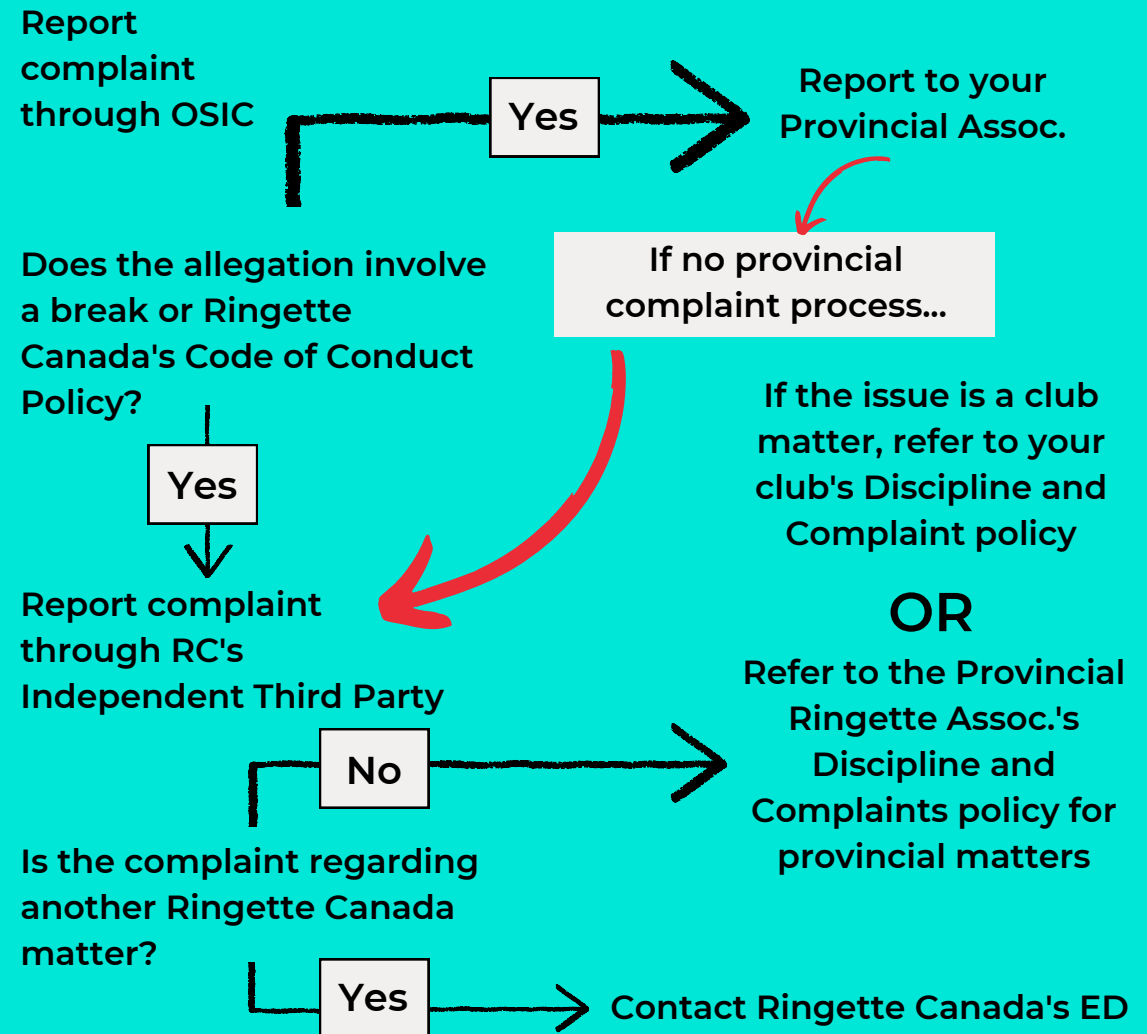 Report
complaint
through OSIC
Yes
Report to your
Provincial Assoc.
If no provincial
complaint process...
Does the allegation involve
a break or Ringette
Canada's Code of Conduct
Policy?
Yes
If the issue is a club
matter, refer to your
club's Discipline and
Complaint policy
OR
Refer to the Provincial
Ringette Assoc.'s
Discipline and
Complaints policy for
provincial matters
Report complaint
through RC's
Independent Third Party
No
Is the complaint regarding
another Ringette Canada
matter?
Yes
Contact Ringette Canada's ED